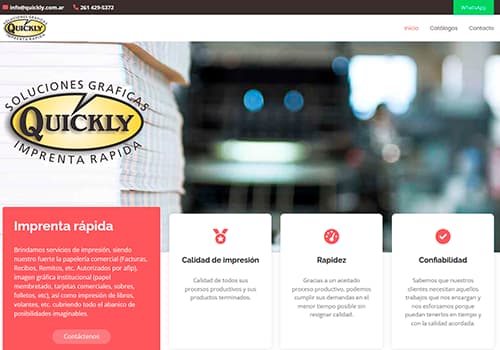 info@quickly.com.ar 261 429-5372 WhatsApp
QUICKLY Inicio Catálogos Contacto
SOLUCIONES GRAFICAS
QUICKLY
IMPRENTA RAPIDA
Imprenta rápida
Brindamos servicios de impresión, siendo
nuestro fuerte la papelería comercial (Facturas,
Recibos, Remitos, etc. Autorizados por afip),
imagen gráfica institucional (papel
membretado, tarjetas comerciales, sobres,
folletos, etc), así como impresión de libros,
volantes, etc. cubriendo todo el abanico de
posibilidades imaginables.
Contáctenos
Calidad de impresión
Calidad de todos sus
procesos productivos y sus
productos terminados.
Rapidez
Gracias a un aceitado
proceso productivo, podemos
cumplir sus demandas en el
menor tiempo posible sin
resignar calidad.
Confiabilidad
Sabemos que nuestros
clientes necesitan aquellos
trabajos que nos encargan y
nos esforzamos porque
puedan tenerlos en tiempo y
con la calidad acordada.